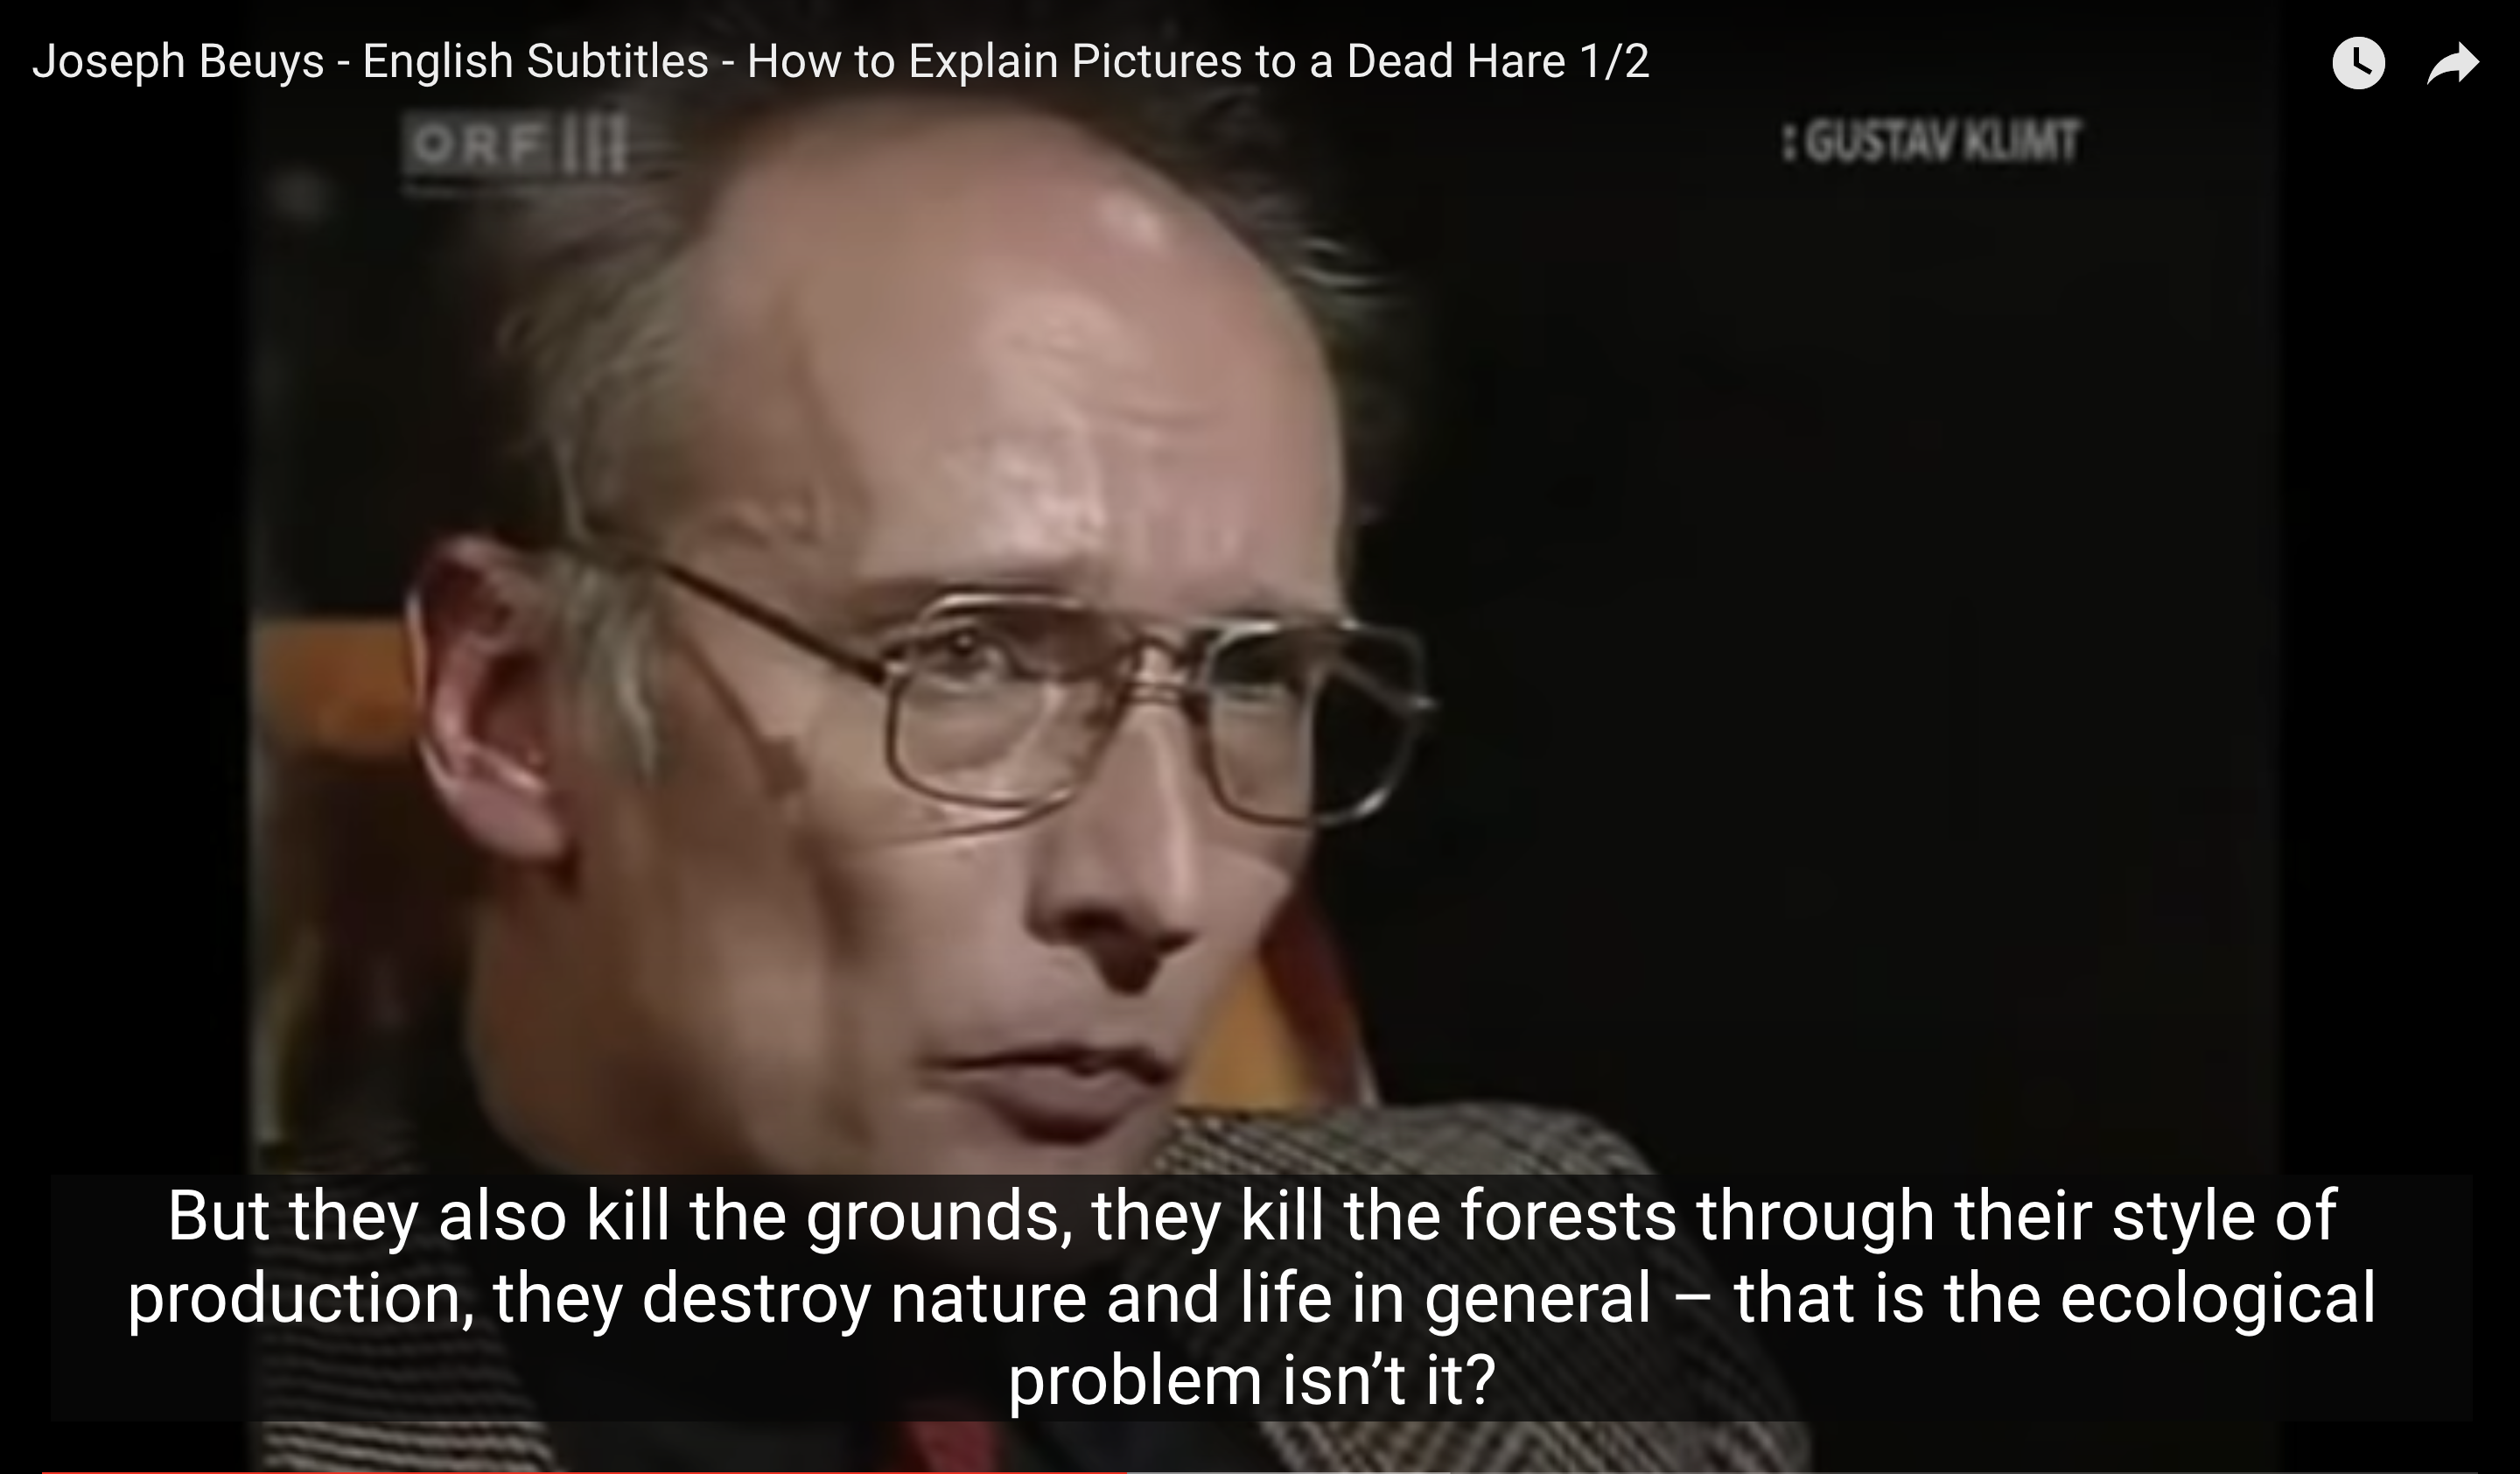 Joseph Beuys - English Subtitles - How to Explain Pictures to a Dead Hare 1/2
ORF III
: GUSTAV KLIMT
But they also kill the grounds, they kill the forests through their style of
production, they destroy nature and life in general – that is the ecological
problem isn’t it?